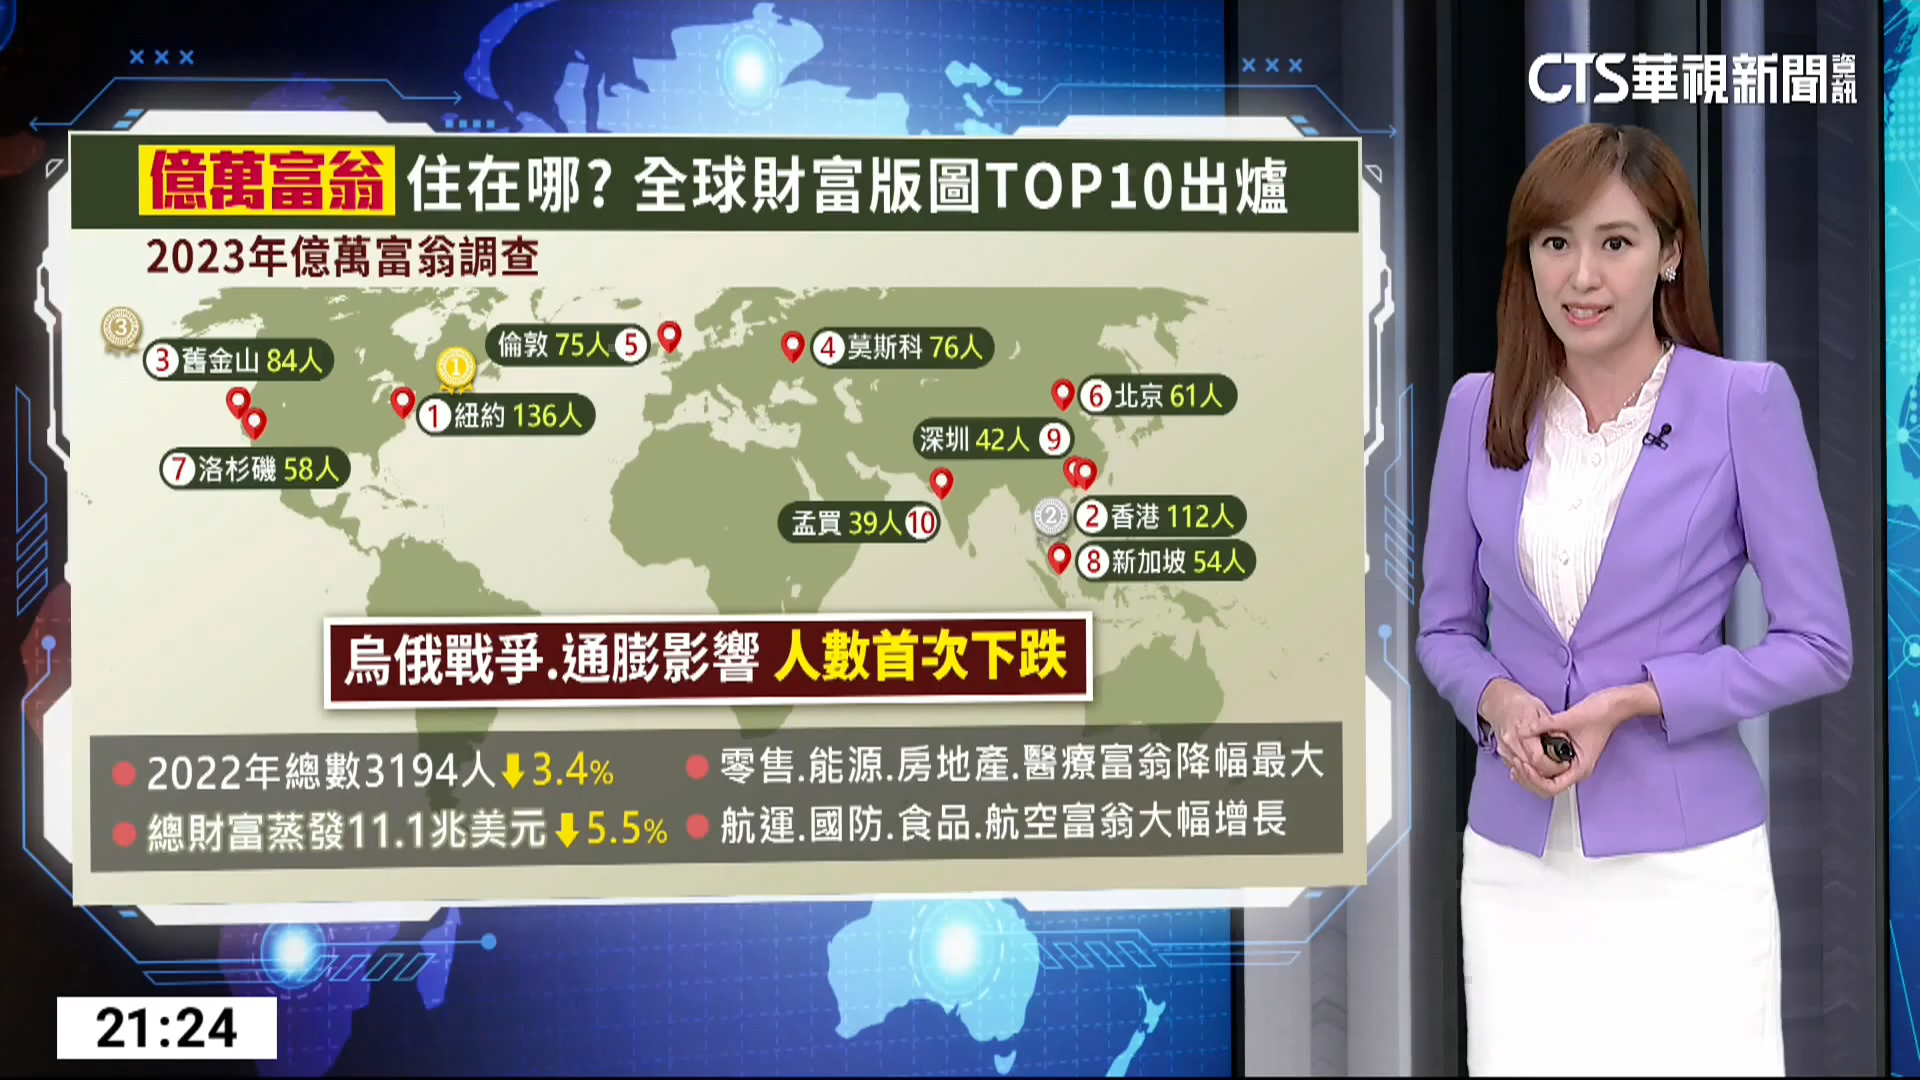 CTS華視新聞資訊
億萬富翁 住在哪? 全球財富版圖TOP10出爐
2023年億萬富翁調查
3
3 舊金山 84人
倫敦 75人 5
4 莫斯科 76人
1
1 紐約 136人
6 北京 61人
深圳 42人 9
7 洛杉磯 58人
孟買 39人 10
2
2 香港 112人
8 新加坡 54人
烏俄戰爭.通膨影響 人數首次下跌
2022年總數3194人 3.4%
零售.能源.房地產.醫療富翁降幅最大
總財富蒸發11.1兆美元 5.5%
航運.國防.食品.航空富翁大幅增長
21:24